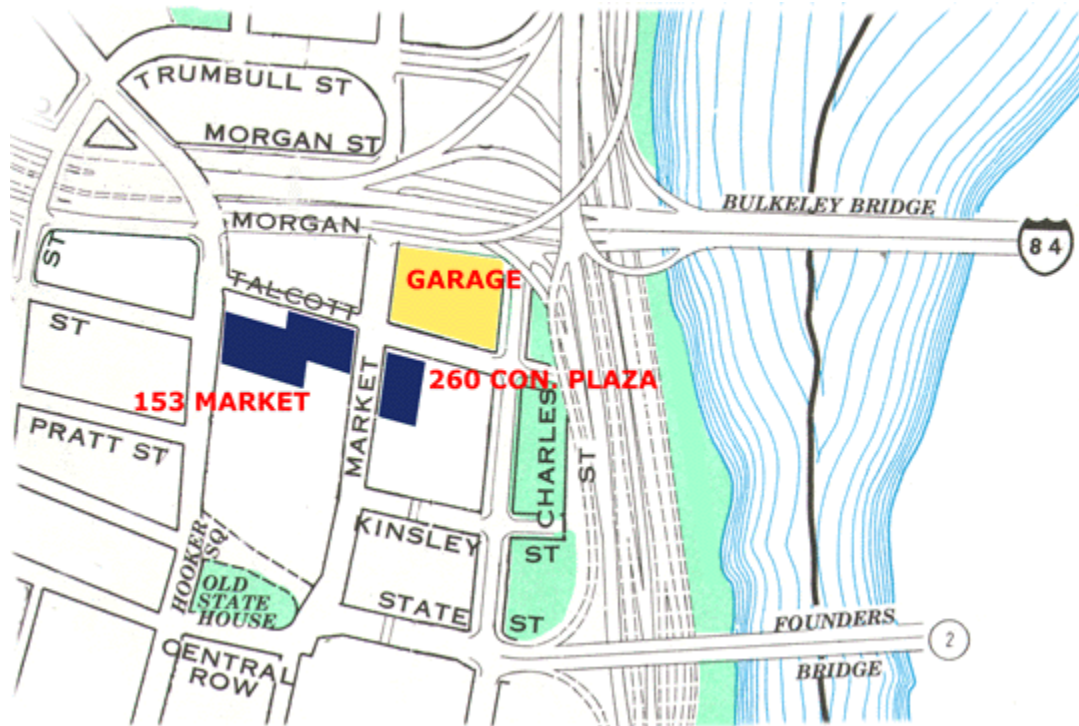 TRUMBULL ST
MORGAN ST
BULKELEY BRIDGE
MORGAN
84
ST
TALCOTT
GARAGE
ST
260 CON. PLAZA
153 MARKET
MARKET
CHARLES
ST
PRATT ST
KINSLEY
ST
HOOKER
SQ
OLD
STATE
HOUSE
STATE
ST
FOUNDERS
BRIDGE
2
CENTRAL
ROW